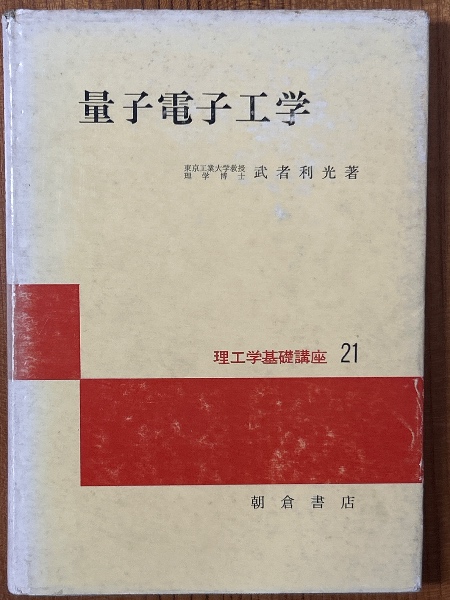 量子電子工学
東京工業大学教授
理学博士 武者利光著
理工学基礎講座 21
朝倉書店